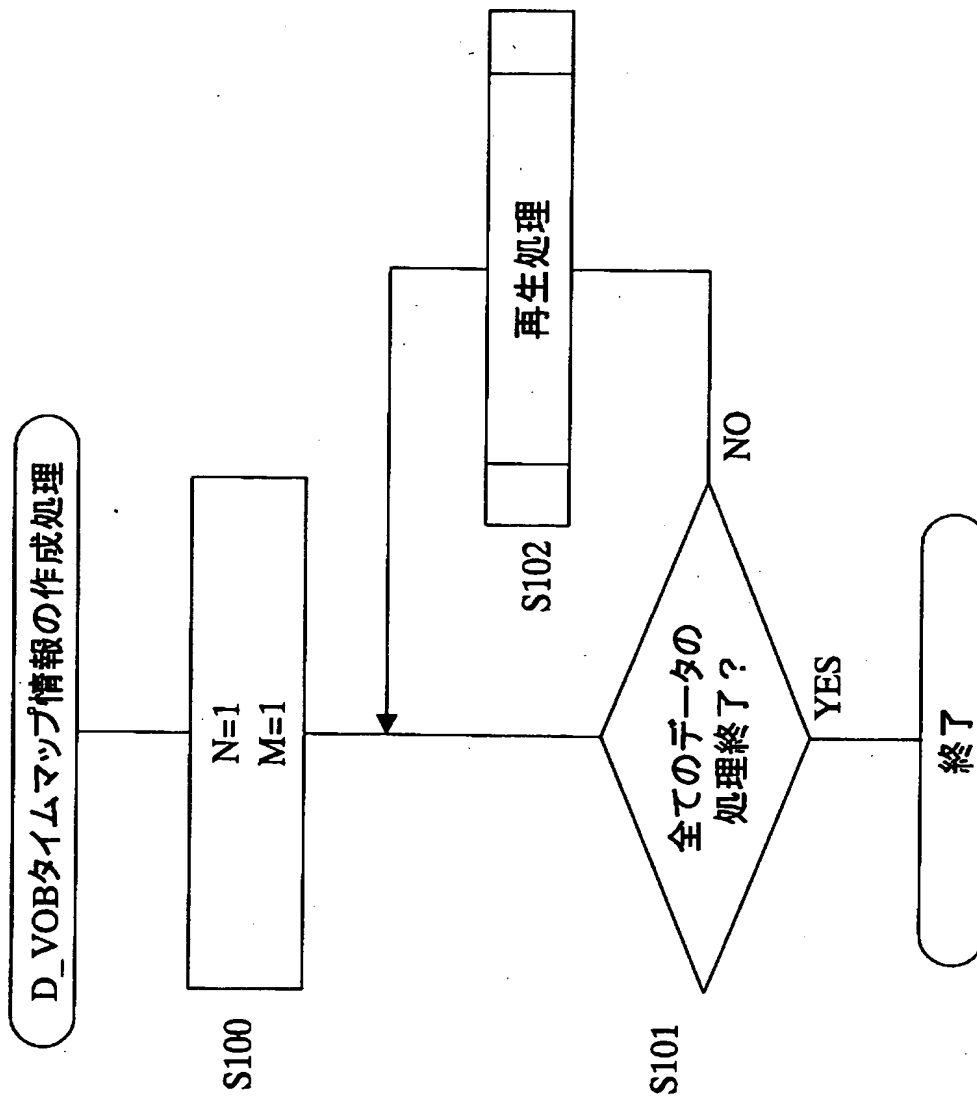 D_VOBタイムマップ情報の作成処理
S100
N=1
M=1
S101
全てのデータの
処理終了？
NO
S102
再生処理
YES
終了